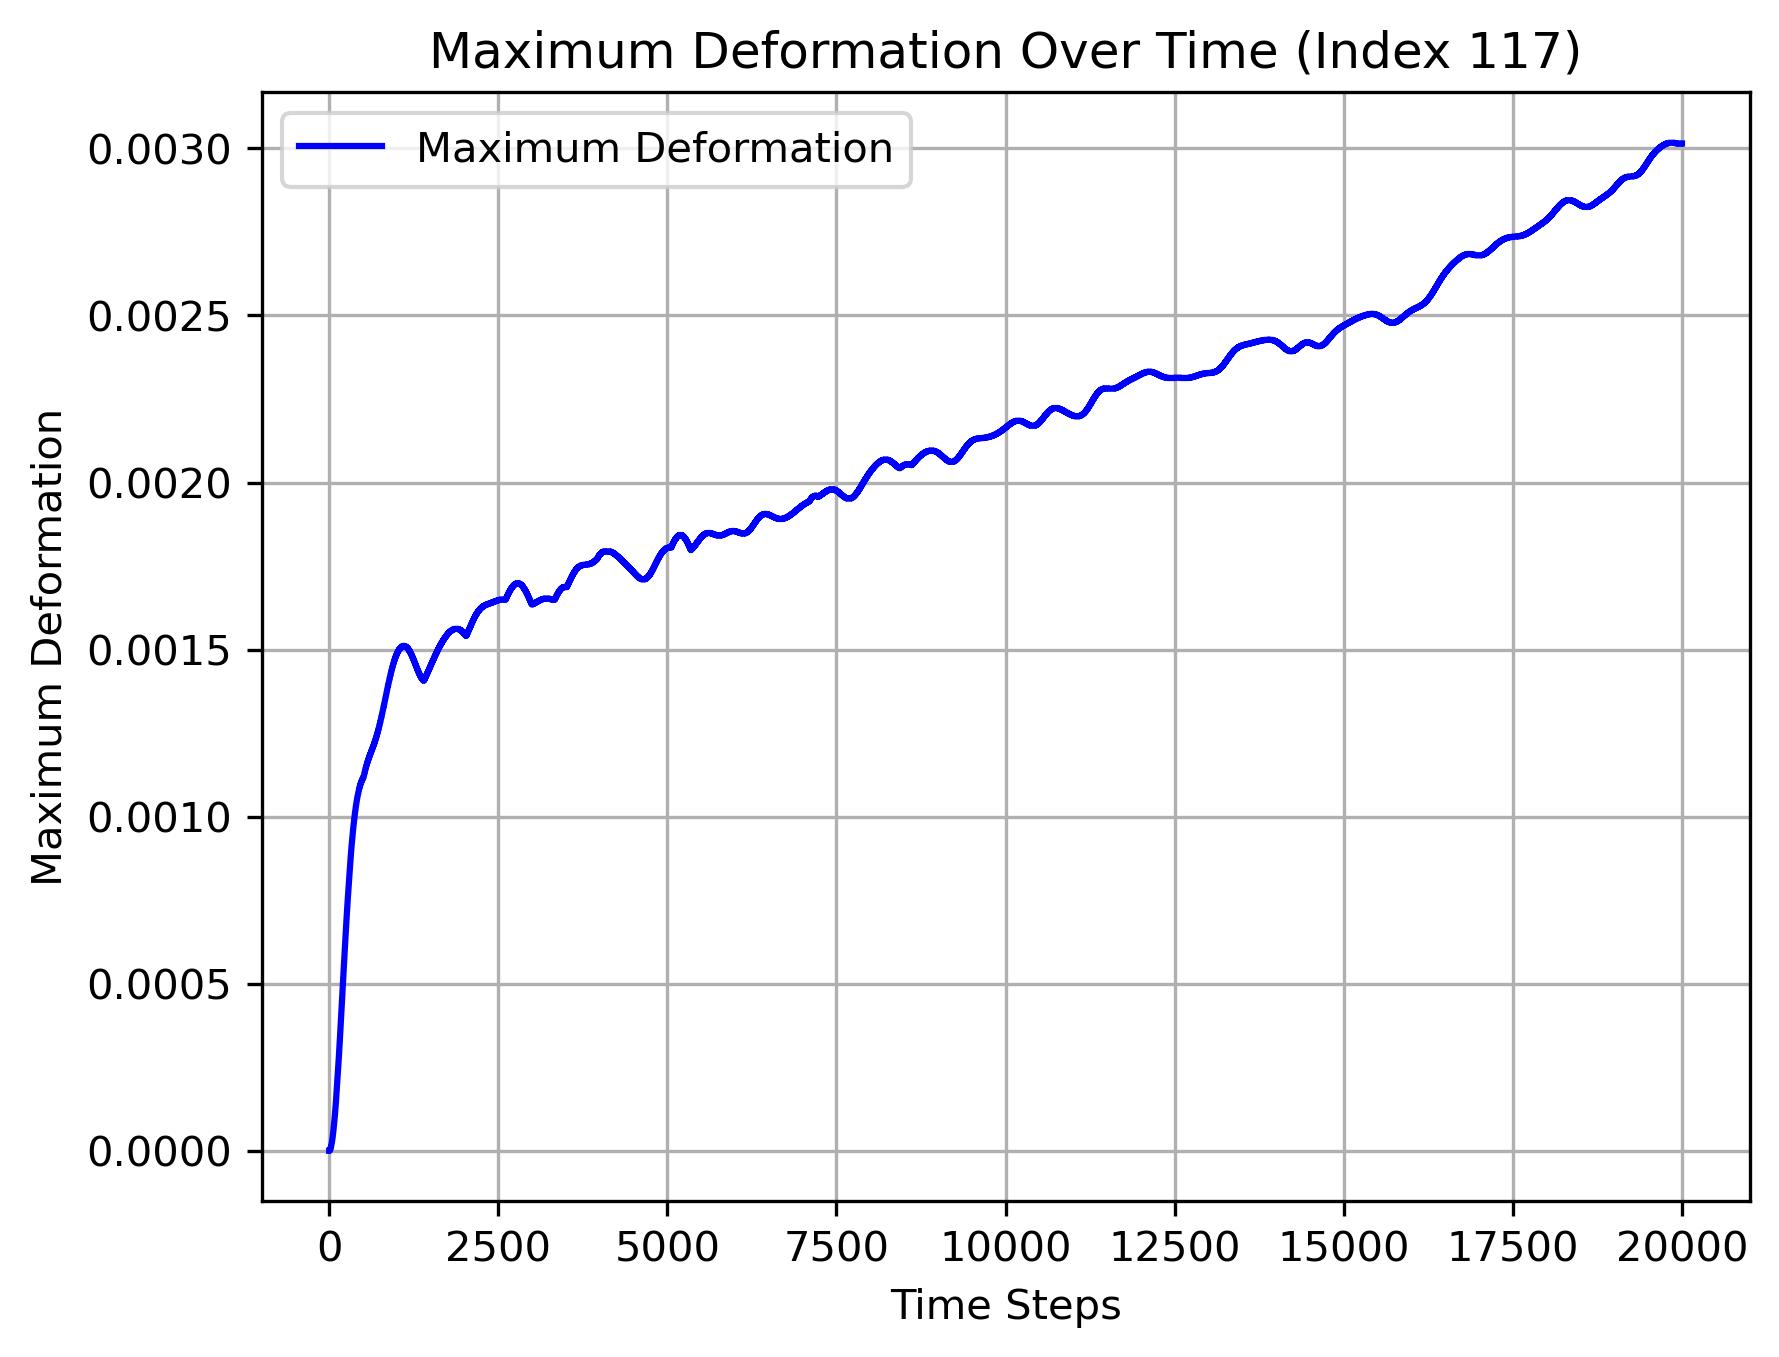 Maximum Deformation Over Time (Index 117)
Maximum Deformation
0.0030
0.0025
0.0020
0.0015
0.0010
0.0005
0.0000
Maximum Deformation
0 2500 5000 7500 10000 12500 15000 17500 20000
Time Steps